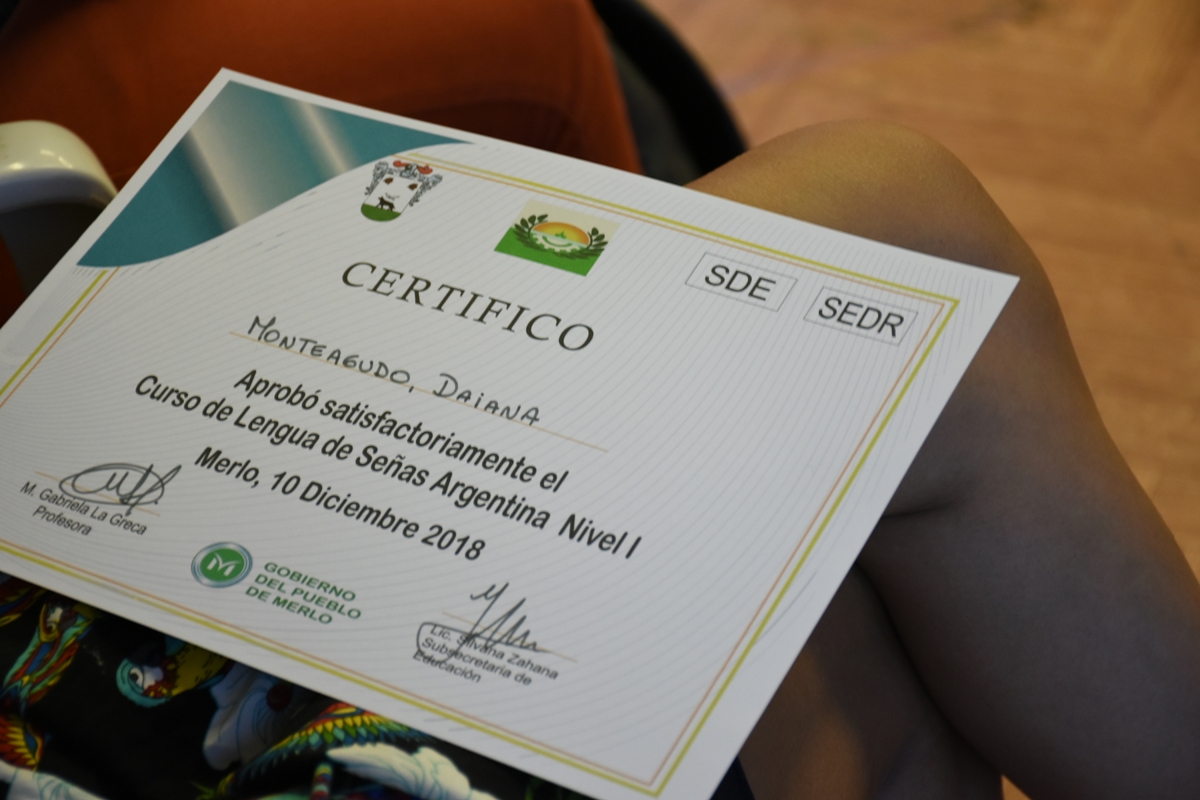 SDE
SEDR
CERTIFICO
MONTEAGUDO, DAIANA
Aprobó satisfactoriamente el
Curso de Lengua de Señas Argentina Nivel I
Merlo, 10 Diciembre 2018
M. Gabriela La Greca
Profesora
GOBIERNO
DEL PUEBLO
DE MERLO
Lic. Silvana Zahana
Subsecretaria de
Educación